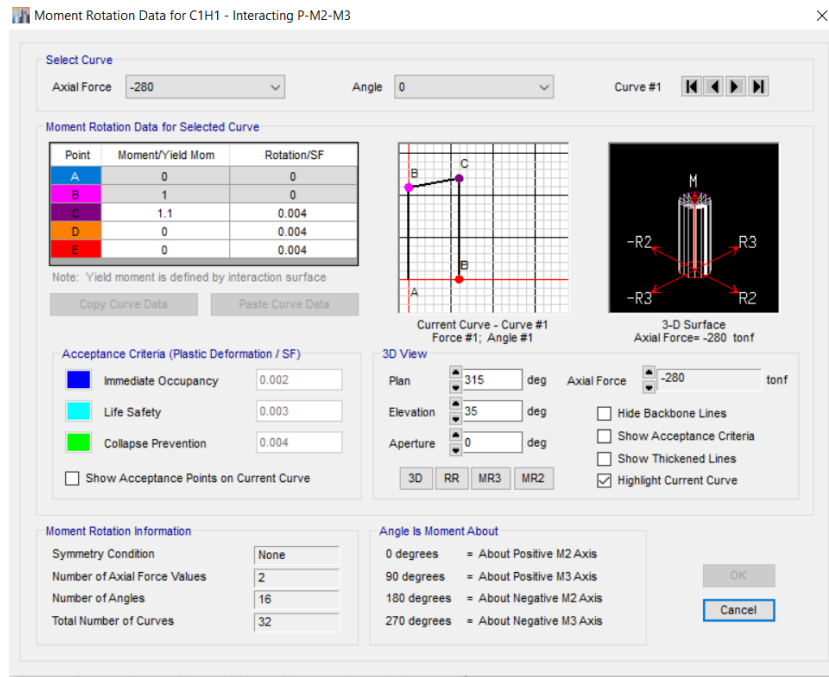 Moment Rotation Data for C1H1 - Interacting P-M2-M3
Select Curve
Axial Force -280 Angle 0 Curve #1
Moment Rotation Data for Selected Curve
Point Moment/Yield Mom Rotation/SF
A 0 0
B 1 0
C 1.1 0.004
D 0 0.004
E 0 0.004
Note: Yield moment is defined by interaction surface
Copy Curve Data Paste Curve Data
B C
A B
Current Curve - Curve #1
Force #1; Angle #1
M
-R2 R3
-R3 R2
3-D Surface
Axial Force= -280 tonf
Acceptance Criteria (Plastic Deformation / SF)
Immediate Occupancy 0.002
Life Safety 0.003
Collapse Prevention 0.004
Show Acceptance Points on Current Curve
3D View
Plan 315 deg Axial Force -280 tonf
Elevation 35 deg
Aperture 0 deg
3D RR MR3 MR2
Hide Backbone Lines
Show Acceptance Criteria
Show Thickened Lines
Highlight Current Curve
Moment Rotation Information
Symmetry Condition None
Number of Axial Force Values 2
Number of Angles 16
Total Number of Curves 32
Angle Is Moment About
0 degrees = About Positive M2 Axis
90 degrees = About Positive M3 Axis
180 degrees = About Negative M2 Axis
270 degrees = About Negative M3 Axis
OK
Cancel